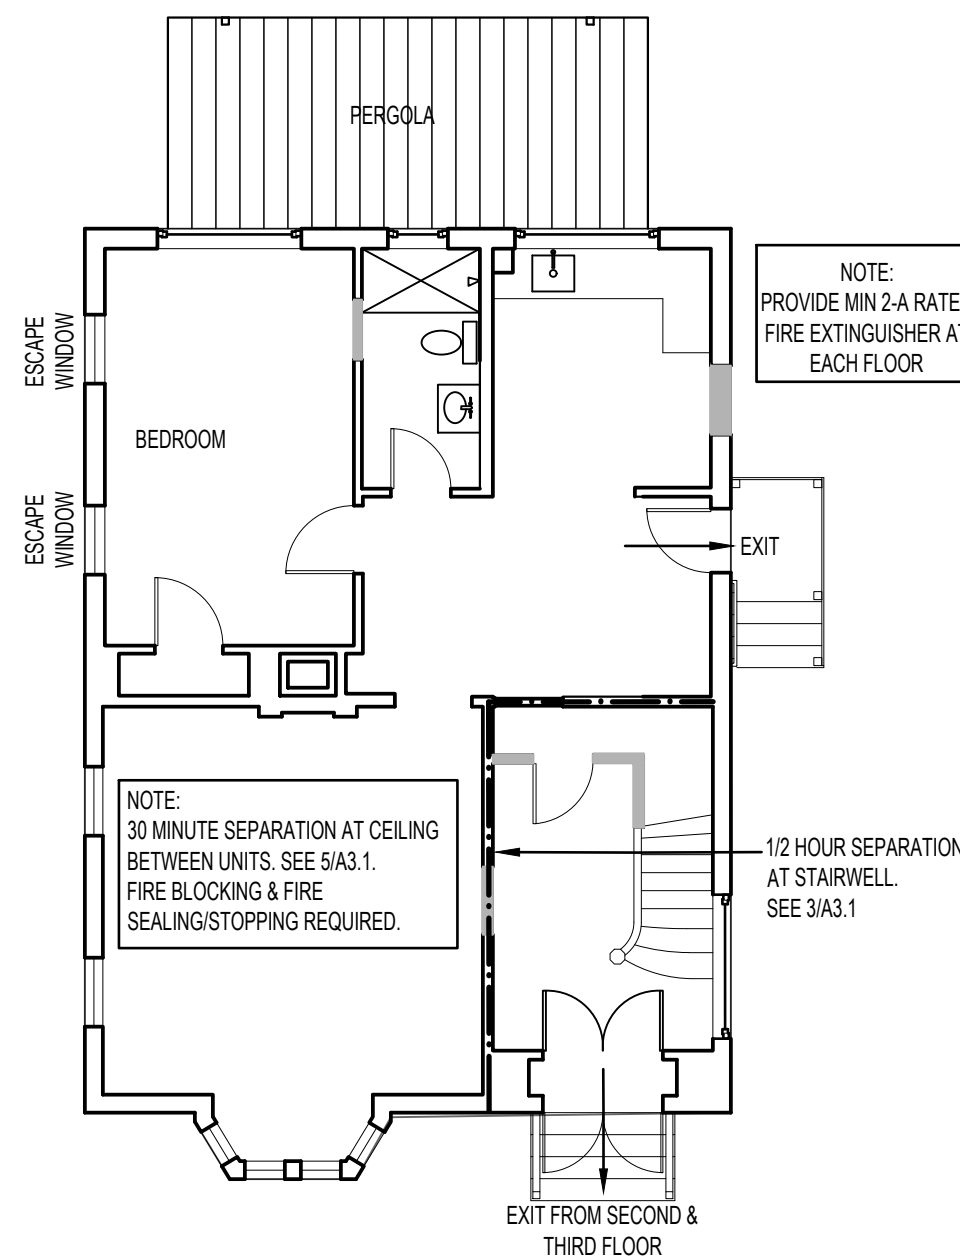 PERGOLA
NOTE:
PROVIDE MIN 2-A RATE
FIRE EXTINGUISHER AT
EACH FLOOR
ESCAPE
WINDOW
BEDROOM
ESCAPE
WINDOW
EXIT
NOTE:
30 MINUTE SEPARATION AT CEILING
BETWEEN UNITS. SEE 5/A3.1.
FIRE BLOCKING & FIRE
SEALING/STOPPING REQUIRED.
1/2 HOUR SEPARATION
AT STAIRWELL.
SEE 3/A3.1
EXIT FROM SECOND &
THIRD FLOOR